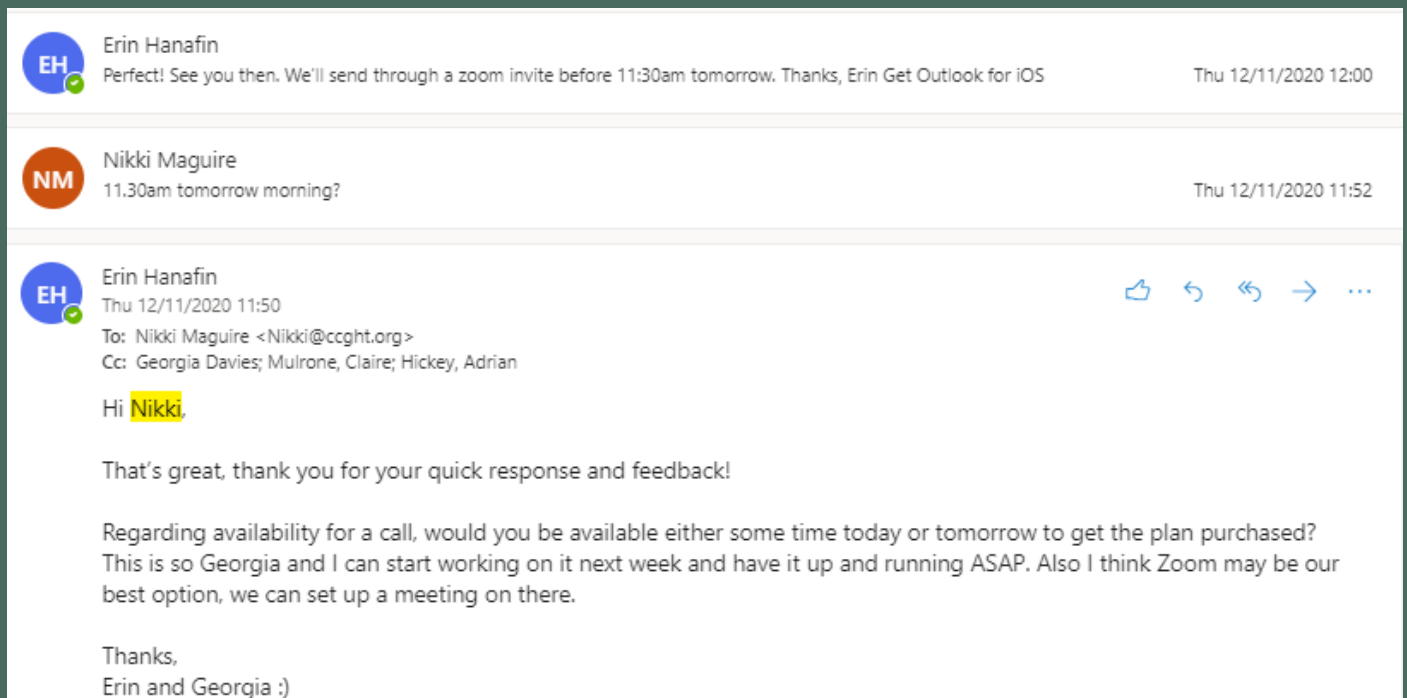 EH
Erin Hanafin
Perfect! See you then. We'll send through a zoom invite before 11:30am tomorrow. Thanks, Erin Get Outlook for iOS
Thu 12/11/2020 12:00
NM
Nikki Maguire
11.30am tomorrow morning?
Thu 12/11/2020 11:52
EH
Erin Hanafin
Thu 12/11/2020 11:50
To: Nikki Maguire <Nikki@ccght.org>
Cc: Georgia Davies; Mulrone, Claire; Hickey, Adrian
Hi Nikki,
That's great, thank you for your quick response and feedback!
Regarding availability for a call, would you be available either some time today or tomorrow to get the plan purchased?
This is so Georgia and I can start working on it next week and have it up and running ASAP. Also I think Zoom may be our
best option, we can set up a meeting on there.
Thanks,
Erin and Georgia :)